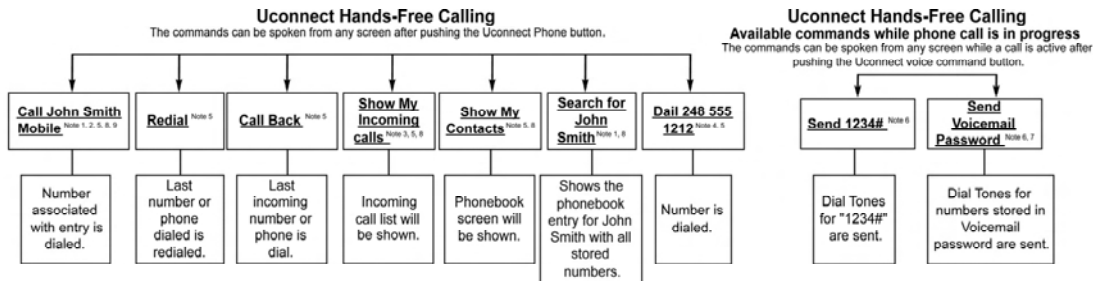 Uconnect Hands-Free Calling
The commands can be spoken from any screen after pushing the Uconnect Phone button.
Call John Smith
Mobile Note 1, 2, 5, 8, 9
Redial Note 5
Call Back Note 5
Show My
Incoming
calls Note 3, 5, 8
Show My
Contacts Note 5, 8
Search for
John
Smith Note 1, 8
Dail 248 555
1212 Note 4, 5
Number
associated
with entry is
dialed.
Last
number or
phone
dialed is
redialed.
Last
incoming
number or
phone is
dial.
Incoming
call list will
be shown.
Phonebook
screen will
be shown.
Shows the
phonebook
entry for John
Smith with all
stored
numbers.
Number is
dialed.
Uconnect Hands-Free Calling
Available commands while phone call is in progress
The commands can be spoken from any screen while a call is active after
pushing the Uconnect voice command button.
Send 1234# Note 6
Send
Voicemail
Password Note 6, 7
Dial Tones
for "1234#"
are sent.
Dial Tones for
numbers stored in
Voicemail
password are sent.